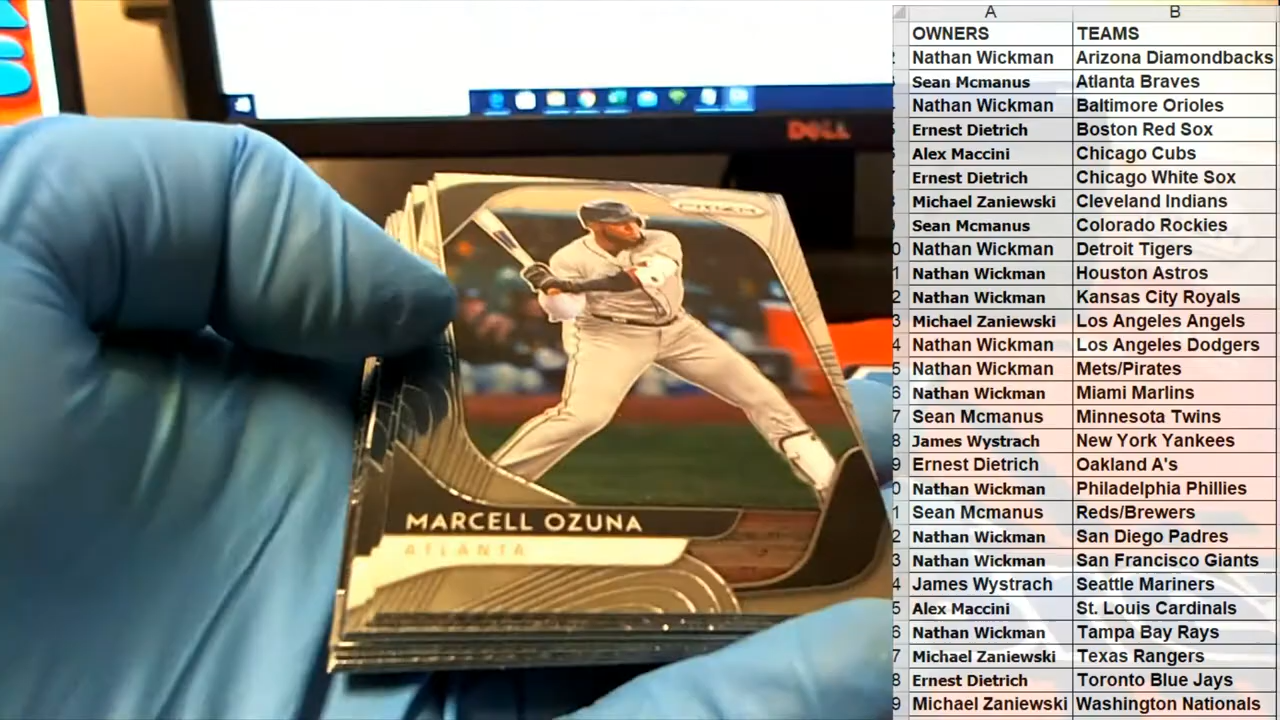 A B
OWNERS TEAMS
Nathan Wickman Arizona Diamondbacks
Sean Mcmanus Atlanta Braves
Nathan Wickman Baltimore Orioles
Ernest Dietrich Boston Red Sox
Alex Maccini Chicago Cubs
Ernest Dietrich Chicago White Sox
Michael Zaniewski Cleveland Indians
Sean Mcmanus Colorado Rockies
Nathan Wickman Detroit Tigers
Nathan Wickman Houston Astros
Nathan Wickman Kansas City Royals
Michael Zaniewski Los Angeles Angels
Nathan Wickman Los Angeles Dodgers
Nathan Wickman Mets/Pirates
Nathan Wickman Miami Marlins
Sean Mcmanus Minnesota Twins
James Wystrach New York Yankees
Ernest Dietrich Oakland A's
Nathan Wickman Philadelphia Phillies
Sean Mcmanus Reds/Brewers
Nathan Wickman San Diego Padres
Nathan Wickman San Francisco Giants
James Wystrach Seattle Mariners
Alex Maccini St. Louis Cardinals
Nathan Wickman Tampa Bay Rays
Michael Zaniewski Texas Rangers
Ernest Dietrich Toronto Blue Jays
Michael Zaniewski Washington Nationals
DELL
PRIZM
MARCELL OZUNA
ATLANTA